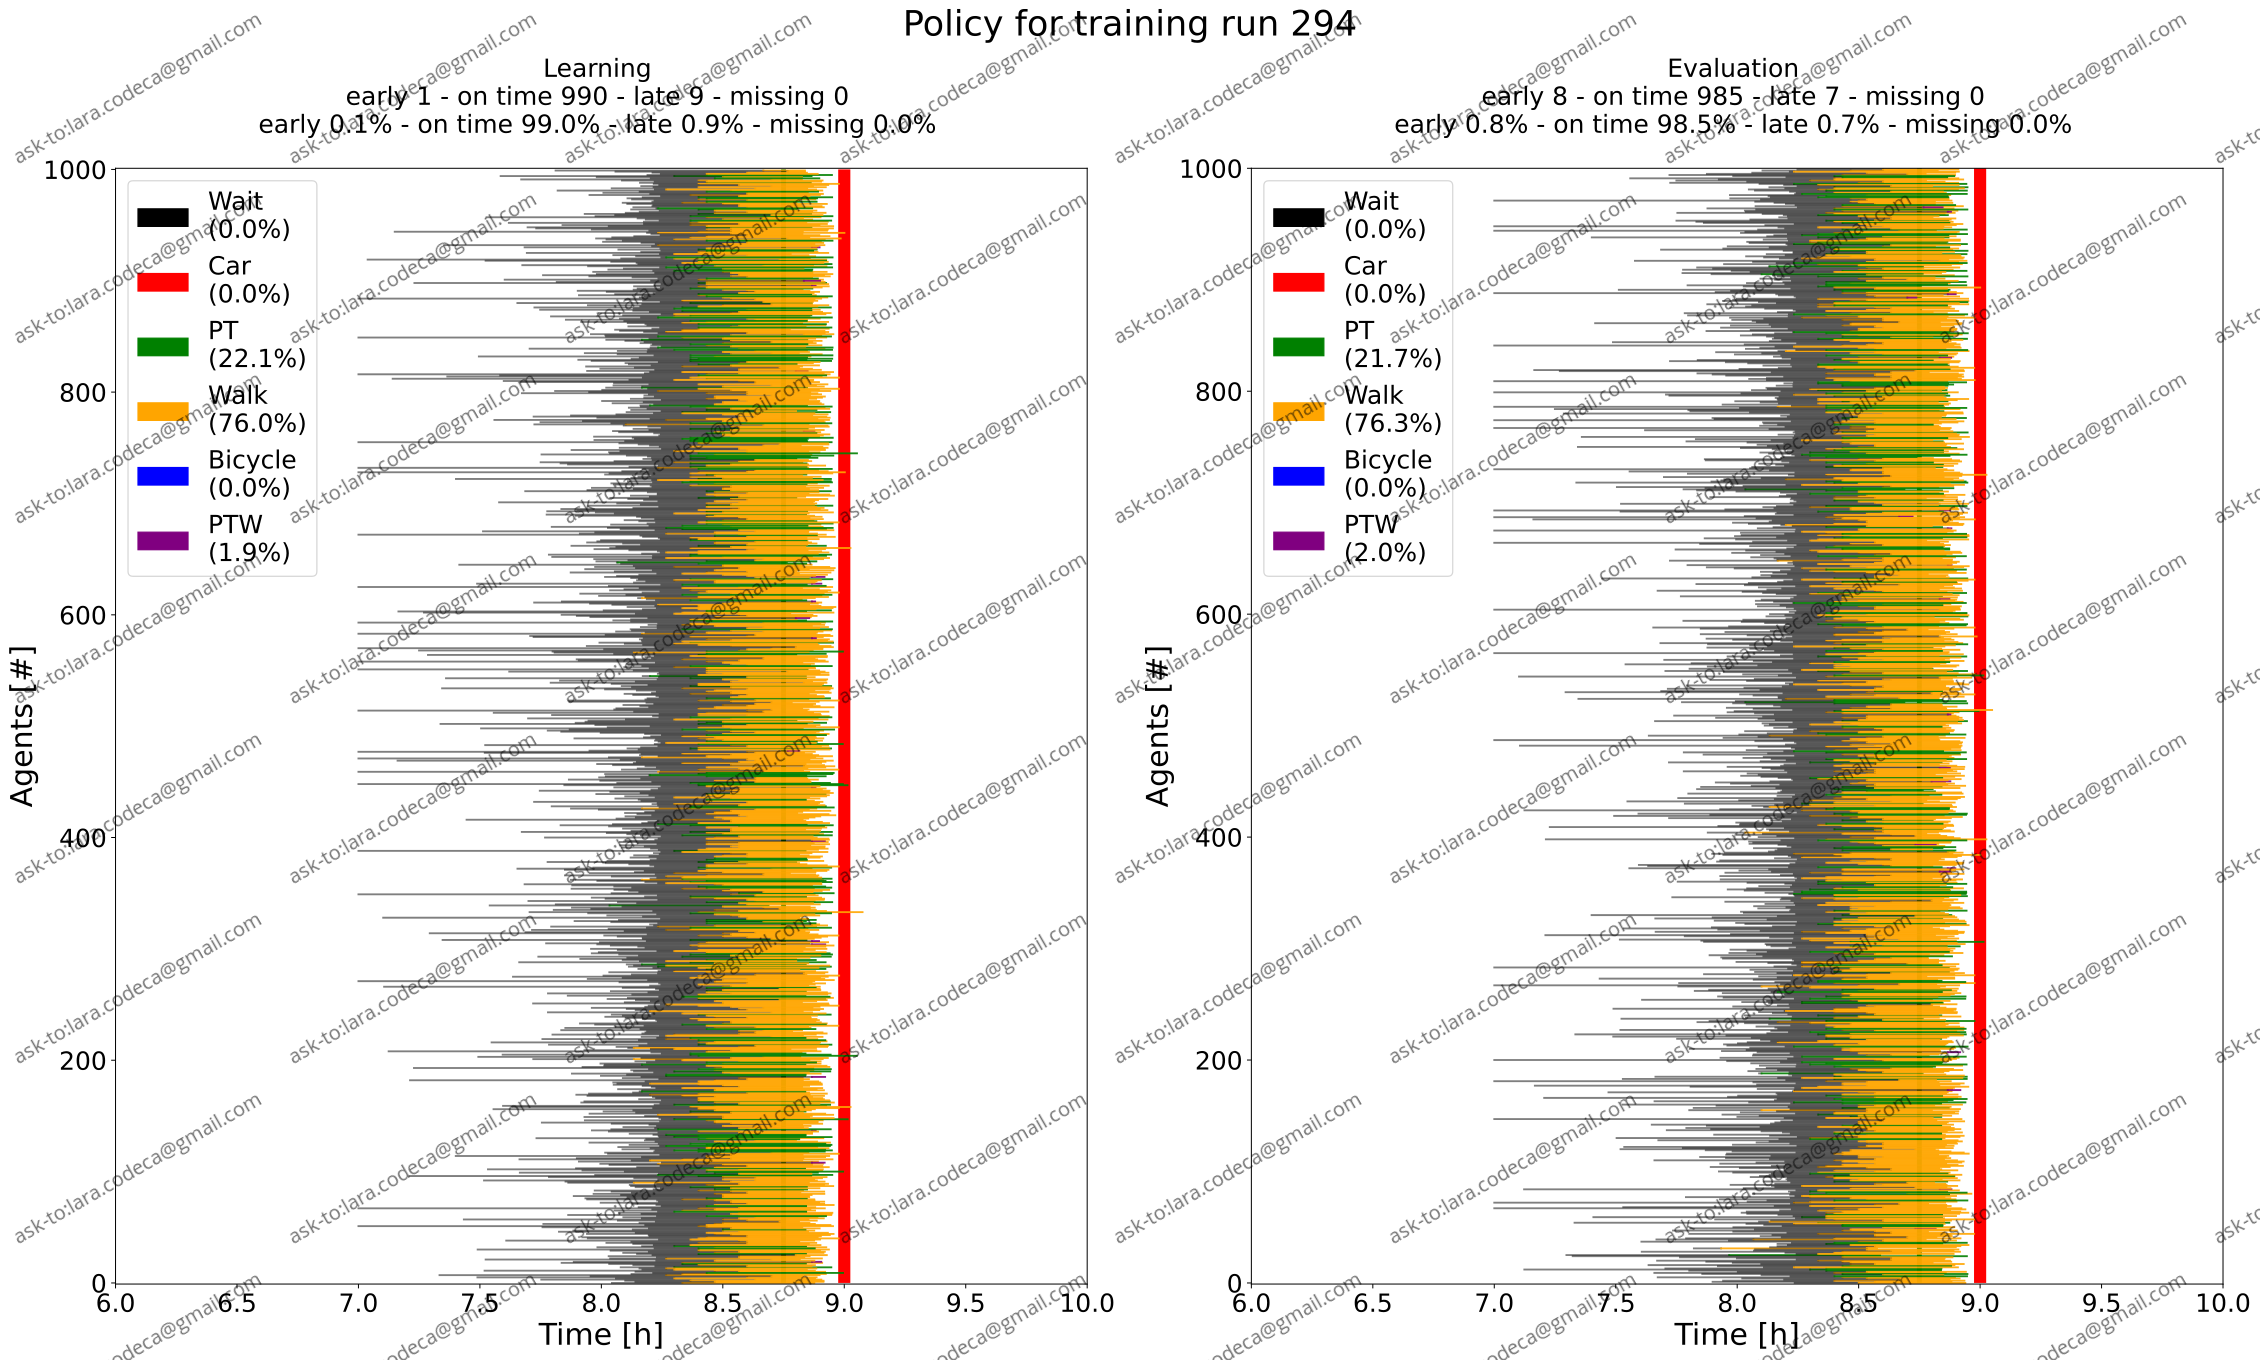 Policy for training run 294
Learning
early 1 - on time 990 - late 9 - missing 0
early 0.1% - on time 99.0% - late 0.9% - missing 0.0%
1000
800
600
400
200
0
Agents [#]
Wait
(0.0%)
Car
(0.0%)
PT
(22.1%)
Walk
(76.0%)
Bicycle
(0.0%)
PTW
(1.9%)
6.0 6.5 7.0 7.5 8.0 8.5 9.0 9.5 10.0
Time [h]
Evaluation
early 8 - on time 985 - late 7 - missing 0
early 0.8% - on time 98.5% - late 0.7% - missing 0.0%
1000
800
600
400
200
0
Agents [#]
Wait
(0.0%)
Car
(0.0%)
PT
(21.7%)
Walk
(76.3%)
Bicycle
(0.0%)
PTW
(2.0%)
6.0 6.5 7.0 7.5 8.0 8.5 9.0 9.5 10.0
Time [h]
ask-to:lara.codeca@gmail.com